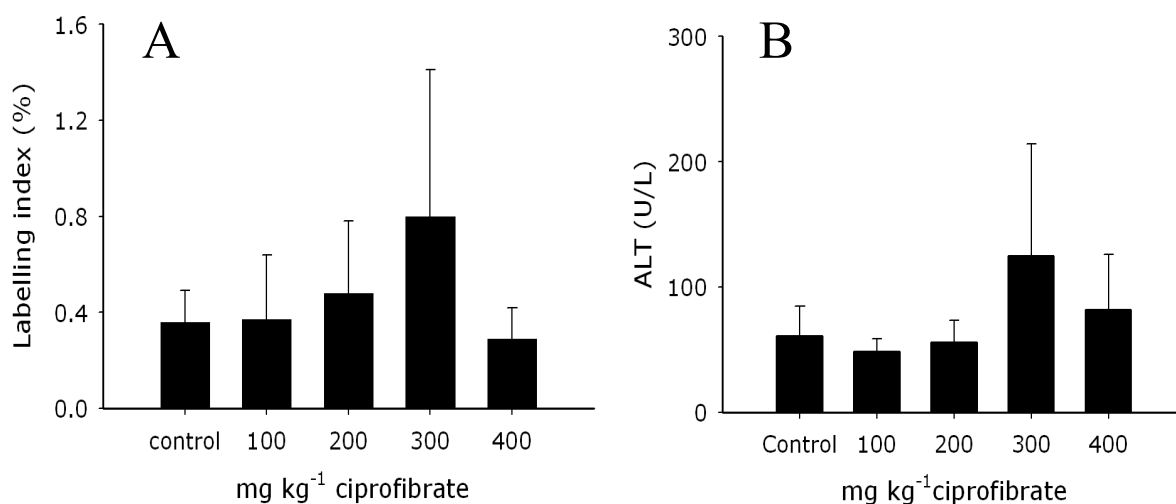 A
Labelling index (%)
1.6
1.2
0.8
0.4
0.0
control 100 200 300 400
mg kg⁻¹ ciprofibrate
B
ALT (U/L)
300
200
100
0
Control 100 200 300 400
mg kg⁻¹ciprofibrate